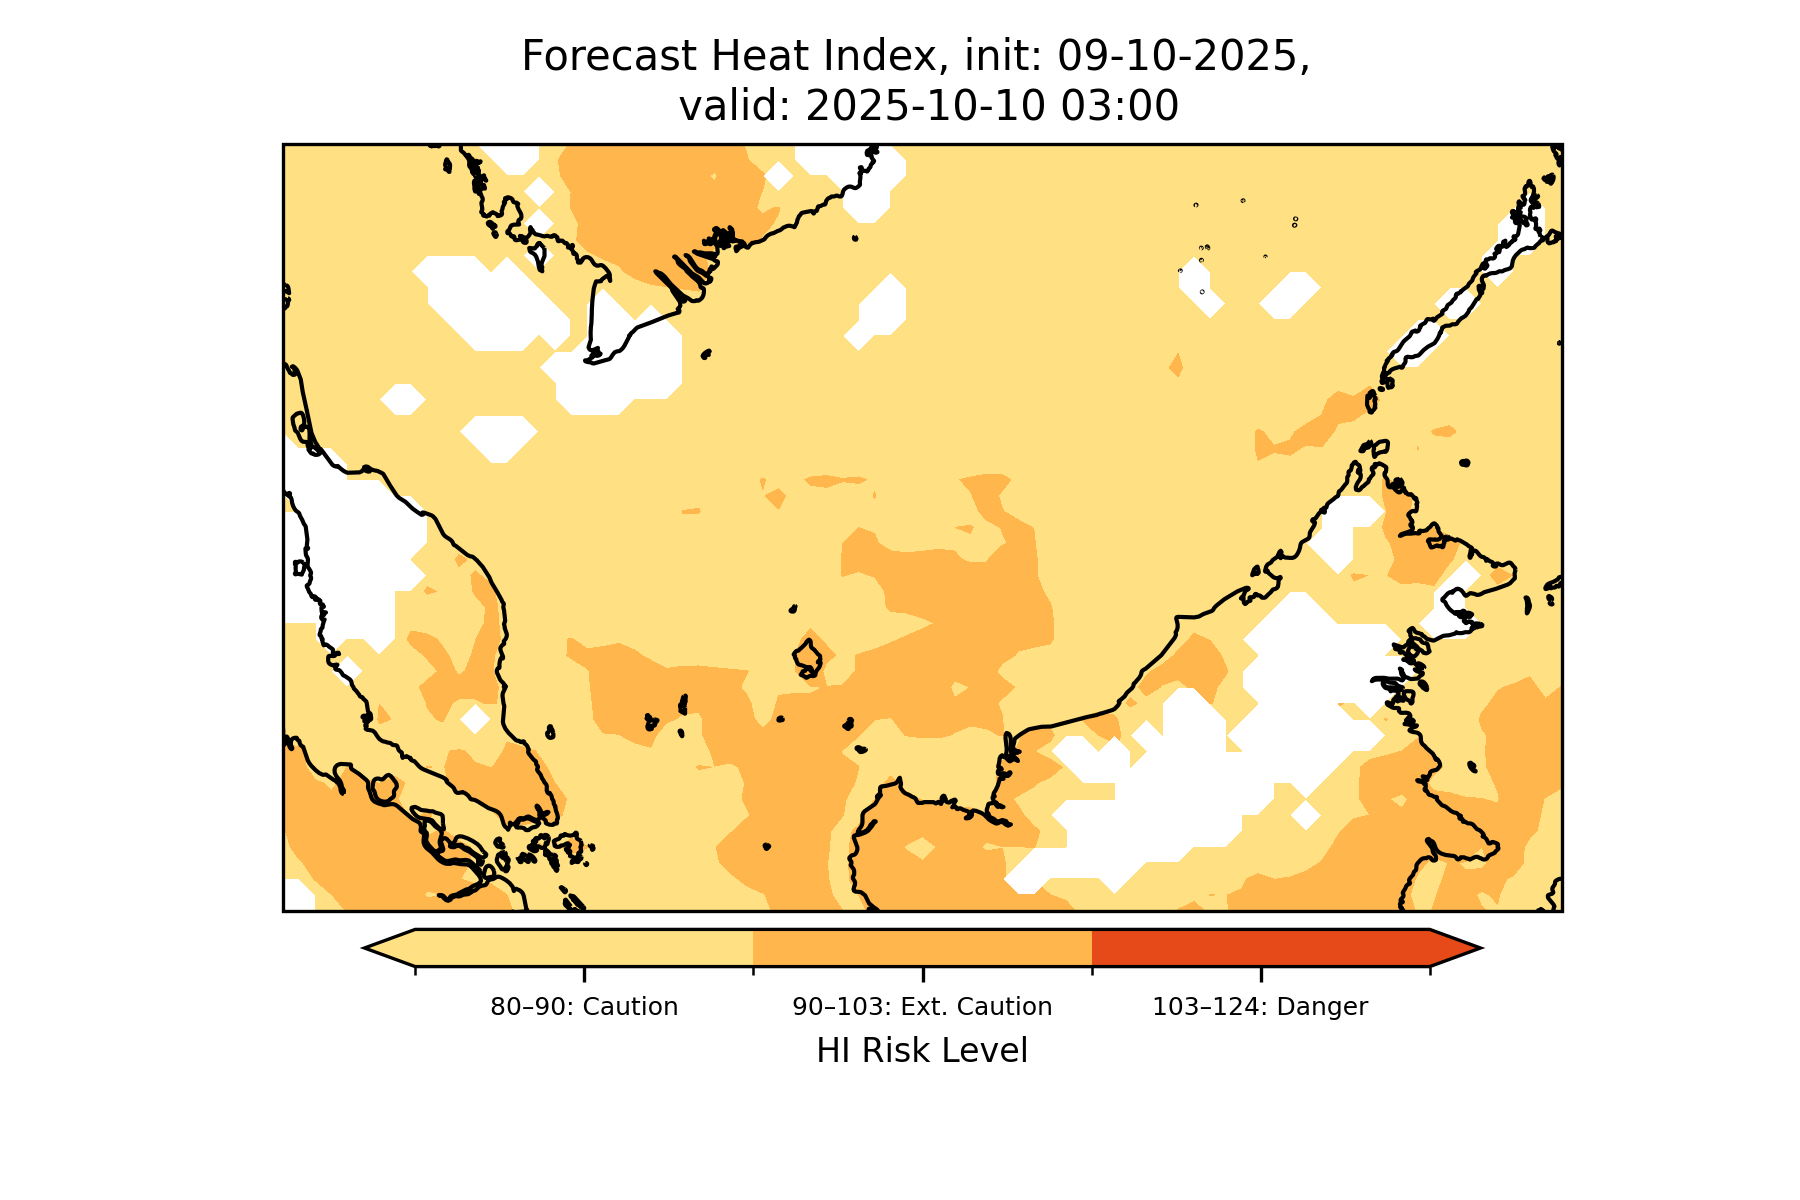 Forecast Heat Index, init: 09-10-2025,
valid: 2025-10-10 03:00
80–90: Caution
90–103: Ext. Caution
103–124: Danger
HI Risk Level